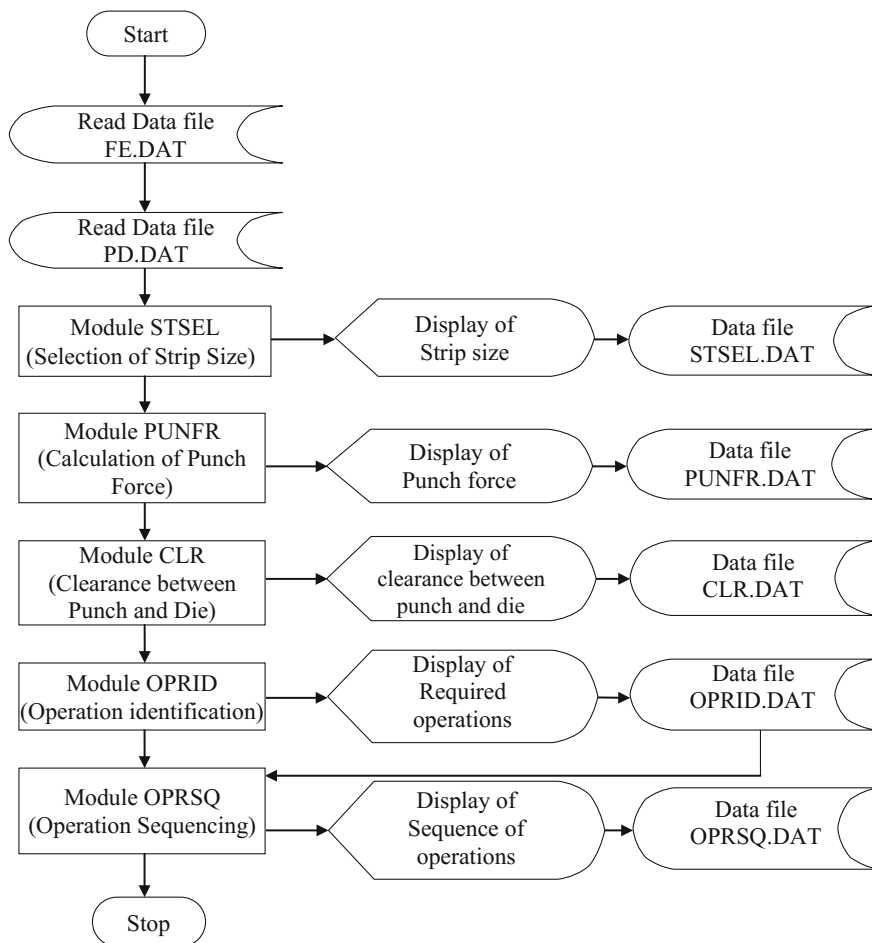 Start
Read Data file
FE.DAT
Read Data file
PD.DAT
Module STSEL
(Selection of Strip Size)
Display of
Strip size
Data file
STSEL.DAT
Module PUNFR
(Calculation of Punch
Force)
Display of
Punch force
Data file
PUNFR.DAT
Module CLR
(Clearance between
Punch and Die)
Display of
clearance between
punch and die
Data file
CLR.DAT
Module OPRID
(Operation identification)
Display of
Required
operations
Data file
OPRID.DAT
Module OPRSQ
(Operation Sequencing)
Display of
Sequence of
operations
Data file
OPRSQ.DAT
Stop